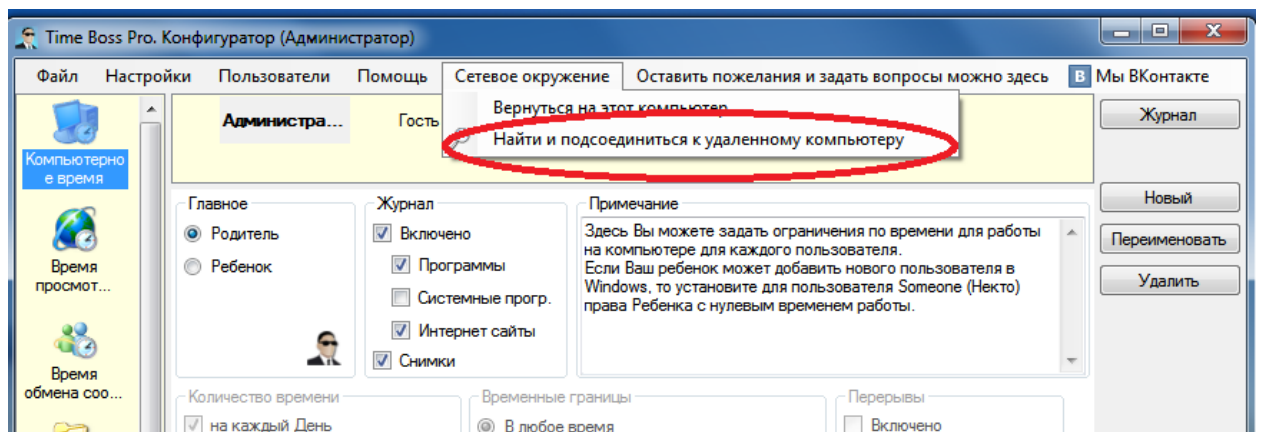 Time Boss Pro. Конфигуратор (Администратор)
Файл Настройки Пользователи Помощь Сетевое окружение Оставить пожелания и задать вопросы можно здесь B Мы ВКонтакте
Администра... Гость
Вернуться на этот компьютер
Найти и подсоединиться к удаленному компьютеру
Журнал
Новый
Переименовать
Удалить
Компьютерно
е время
Время
просмот...
Время
обмена соо...
Главное
Родитель
Ребенок
Журнал
Включено
Программы
Системные прогр.
Интернет сайты
Снимки
Примечание
Здесь Вы можете задать ограничения по времени для работы
на компьютере для каждого пользователя.
Если Ваш ребенок может добавить нового пользователя в
Windows, то установите для пользователя Someone (Некто)
права Ребенка с нулевым временем работы.
Количество времени
на каждый День
Временные границы
В любое время
Перерывы
Включено